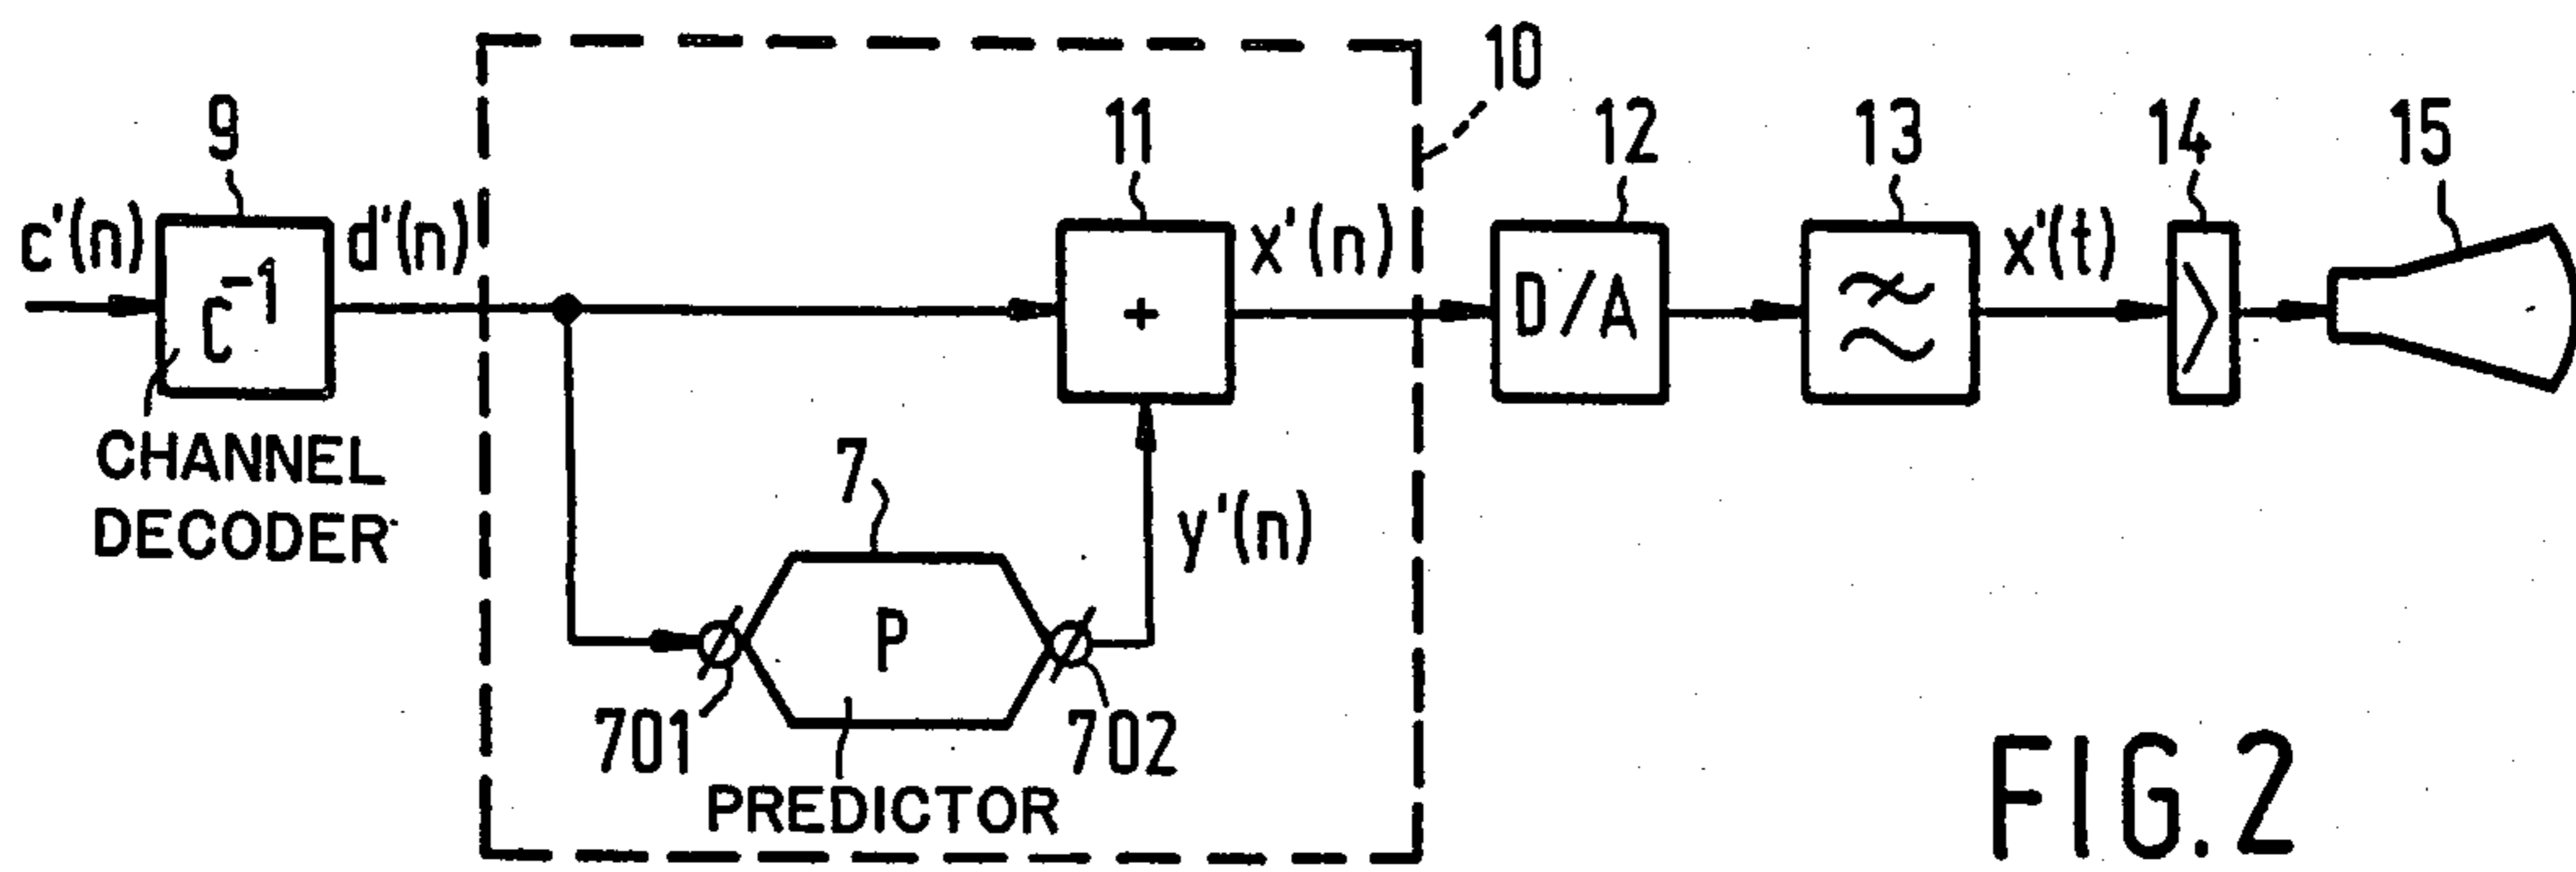 10
9
11
12
13
14
15
c'(n)
d'(n)
x'(n)
x'(t)
C⁻¹
+
D/A
CHANNEL
DECODER
7
y'(n)
P
701
702
PREDICTOR
FIG.2